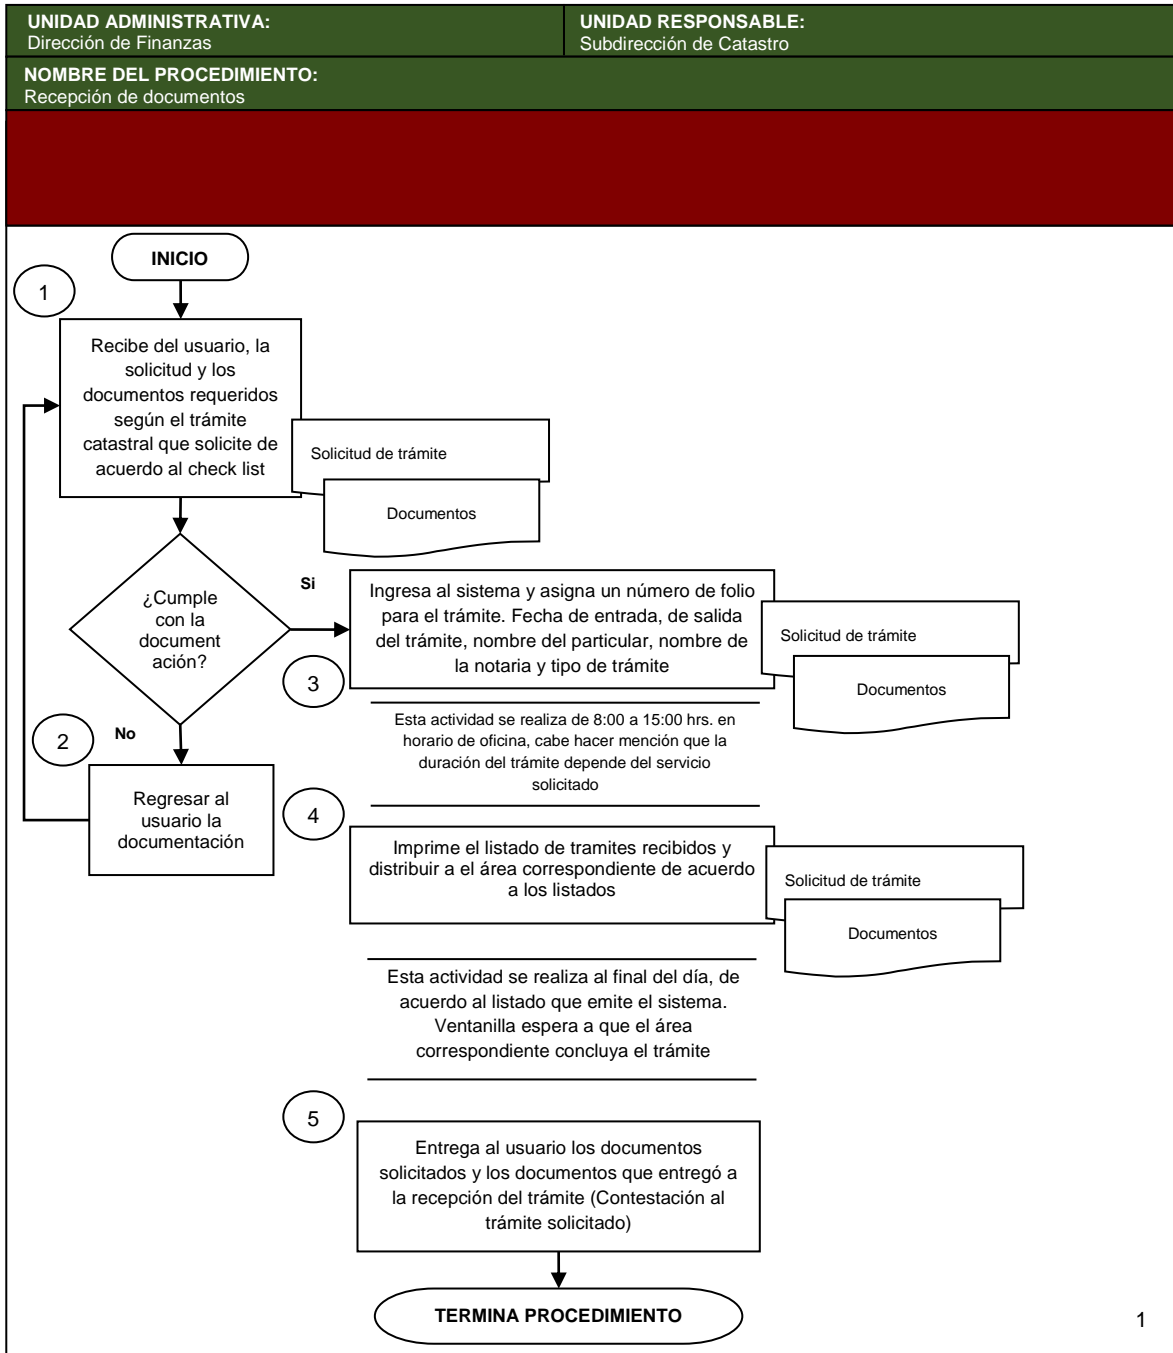 UNIDAD ADMINISTRATIVA:
Dirección de Finanzas
UNIDAD RESPONSABLE:
Subdirección de Catastro
NOMBRE DEL PROCEDIMIENTO:
Recepción de documentos
INICIO
1
Recibe del usuario, la
solicitud y los
documentos requeridos
según el trámite
catastral que solicite de
acuerdo al check list
Solicitud de trámite
Documentos
¿Cumple
con la
document
ación?
Si
Ingresa al sistema y asigna un número de folio
para el trámite. Fecha de entrada, de salida
del trámite, nombre del particular, nombre de
la notaria y tipo de trámite
Solicitud de trámite
Documentos
3
Esta actividad se realiza de 8:00 a 15:00 hrs. en
horario de oficina, cabe hacer mención que la
duración del trámite depende del servicio
solicitado
2
No
Regresar al
usuario la
documentación
4
Imprime el listado de tramites recibidos y
distribuir a el área correspondiente de acuerdo
a los listados
Solicitud de trámite
Documentos
Esta actividad se realiza al final del día, de
acuerdo al listado que emite el sistema.
Ventanilla espera a que el área
correspondiente concluya el trámite
5
Entrega al usuario los documentos
solicitados y los documentos que entregó a
la recepción del trámite (Contestación al
trámite solicitado)
TERMINA PROCEDIMIENTO
1